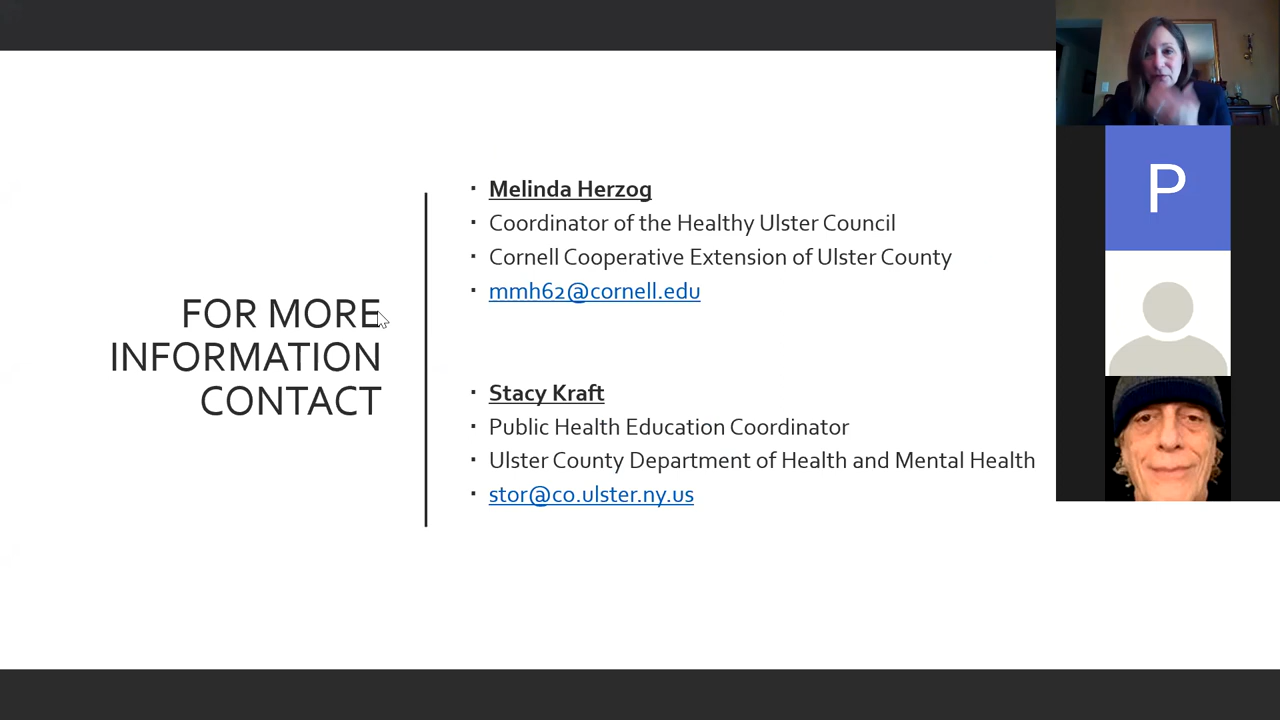 FOR MORE
INFORMATION
CONTACT
Melinda Herzog
Coordinator of the Healthy Ulster Council
Cornell Cooperative Extension of Ulster County
mmh62@cornell.edu
Stacy Kraft
Public Health Education Coordinator
Ulster County Department of Health and Mental Health
stor@co.ulster.ny.us
P